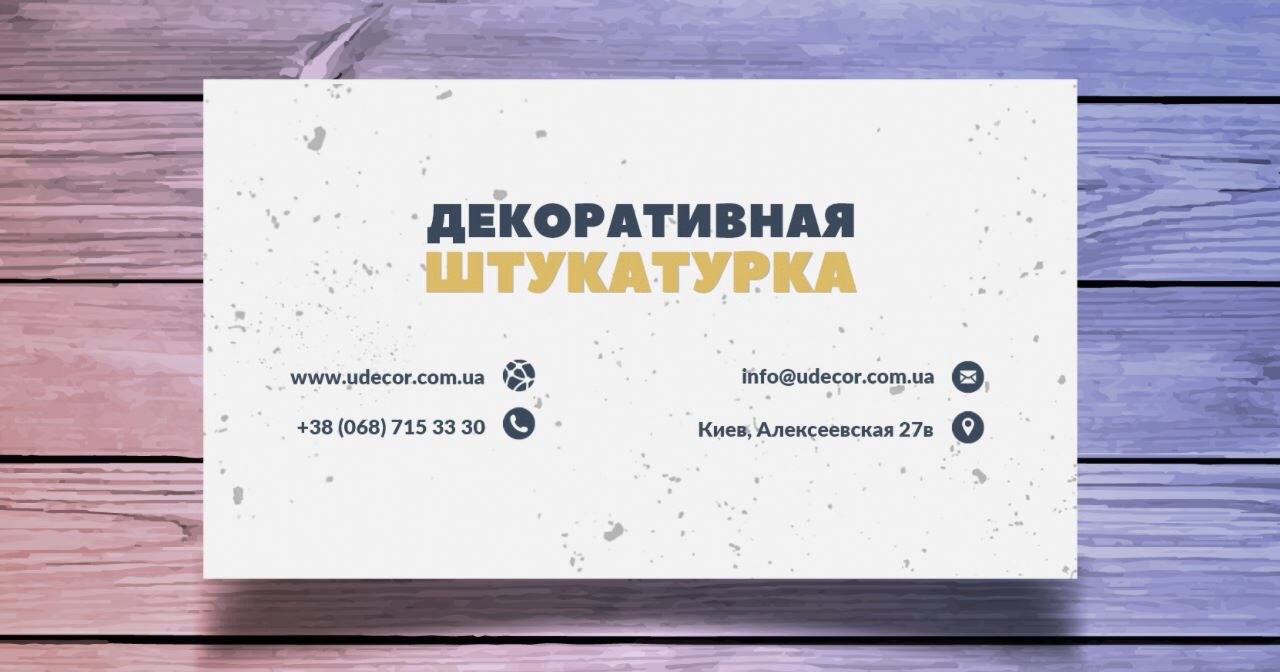 ДЕКОРАТИВНАЯ
ШТУКАТУРКА
www.udecor.com.ua
info@udecor.com.ua
+38 (068) 715 33 30
Киев, Алексеевская 27в